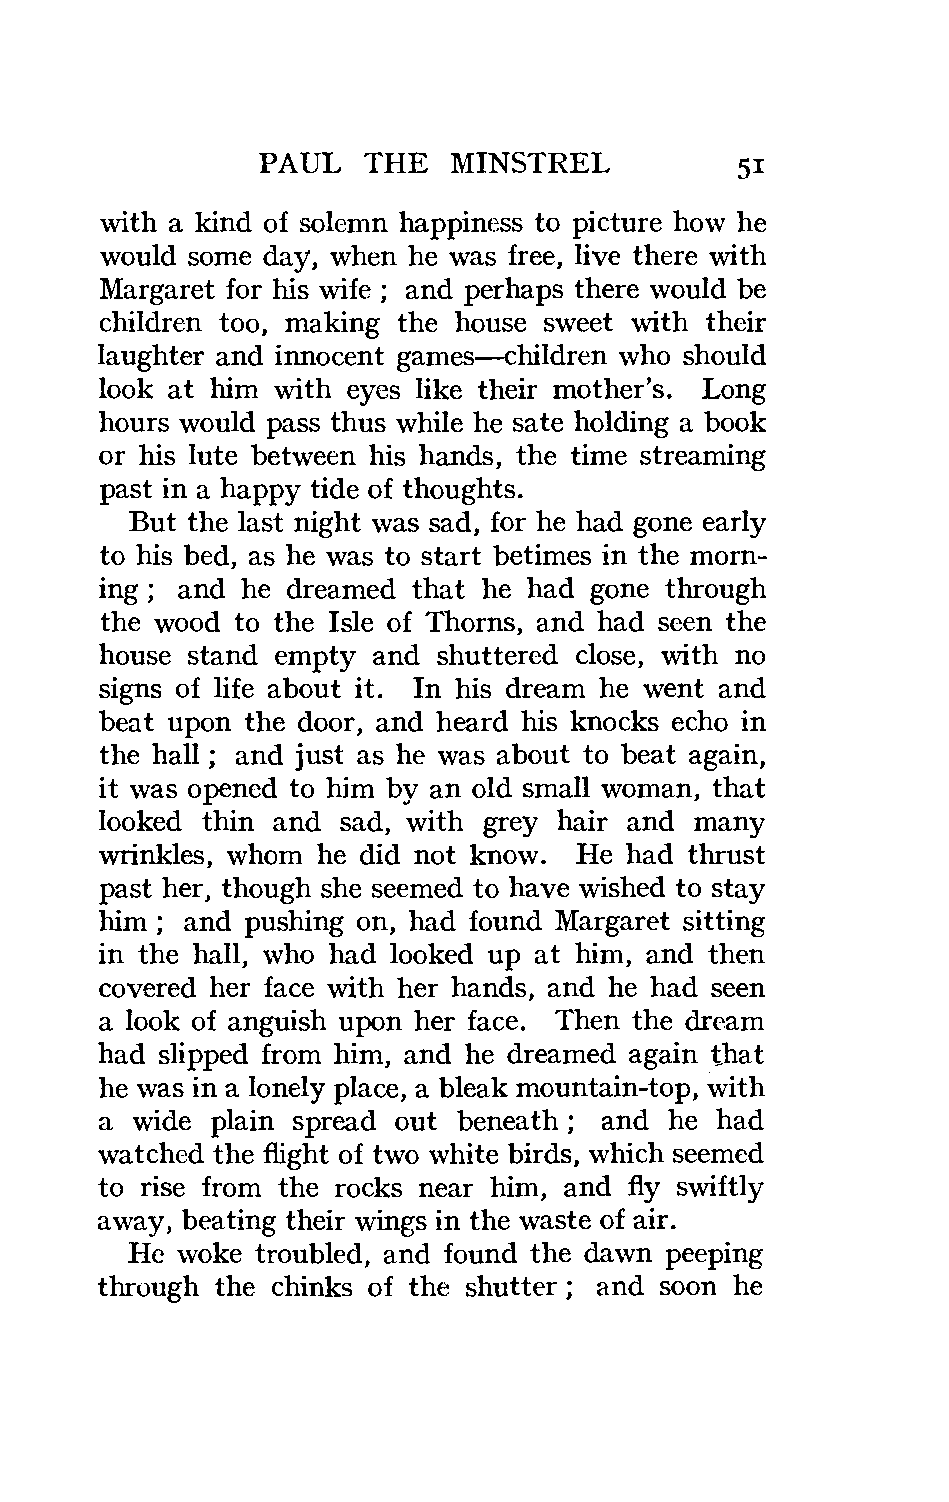 PAUL THE MINSTREL 51
with a kind of solemn happiness to picture how he
would some day, when he was free, live there with
Margaret for his wife ; and perhaps there would be
children too, making the house sweet with their
laughter and innocent games—children who should
look at him with eyes like their mother's. Long
hours would pass thus while he sate holding a book
or his lute between his hands, the time streaming
past in a happy tide of thoughts.
But the last night was sad, for he had gone early
to his bed, as he was to start betimes in the morn-
ing ; and he dreamed that he had gone through
the wood to the Isle of Thorns, and had seen the
house stand empty and shuttered close, with no
signs of life about it. In his dream he went and
beat upon the door, and heard his knocks echo in
the hall ; and just as he was about to beat again,
it was opened to him by an old small woman, that
looked thin and sad, with grey hair and many
wrinkles, whom he did not know. He had thrust
past her, though she seemed to have wished to stay
him ; and pushing on, had found Margaret sitting
in the hall, who had looked up at him, and then
covered her face with her hands, and he had seen
a look of anguish upon her face. Then the dream
had slipped from him, and he dreamed again that
he was in a lonely place, a bleak mountain-top, with
a wide plain spread out beneath ; and he had
watched the flight of two white birds, which seemed
to rise from the rocks near him, and fly swiftly
away, beating their wings in the waste of air.
He woke troubled, and found the dawn peeping
through the chinks of the shutter ; and soon he